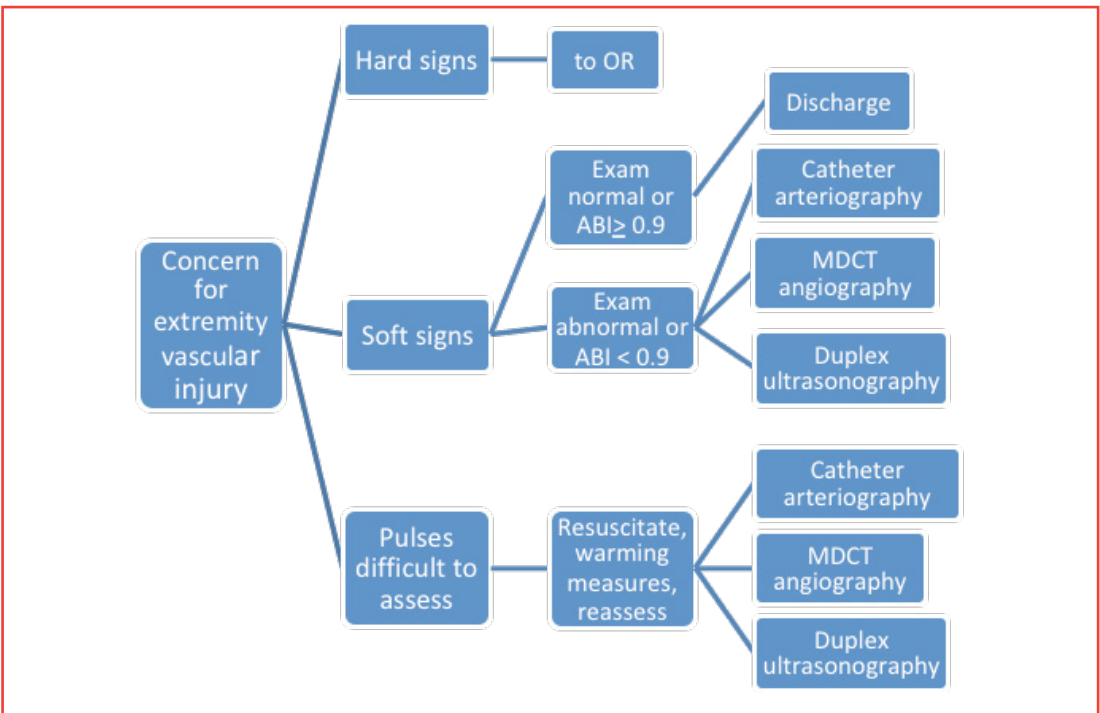 Hard signs
to OR
Discharge
Exam
normal or
ABI≥ 0.9
Catheter
arteriography
Concern
for
extremity
vascular
injury
MDCT
angiography
Soft signs
Exam
abnormal or
ABI < 0.9
Duplex
ultrasonography
Pulses
difficult to
assess
Resuscitate,
warming
measures,
reassess
Catheter
arteriography
MDCT
angiography
Duplex
ultrasonography